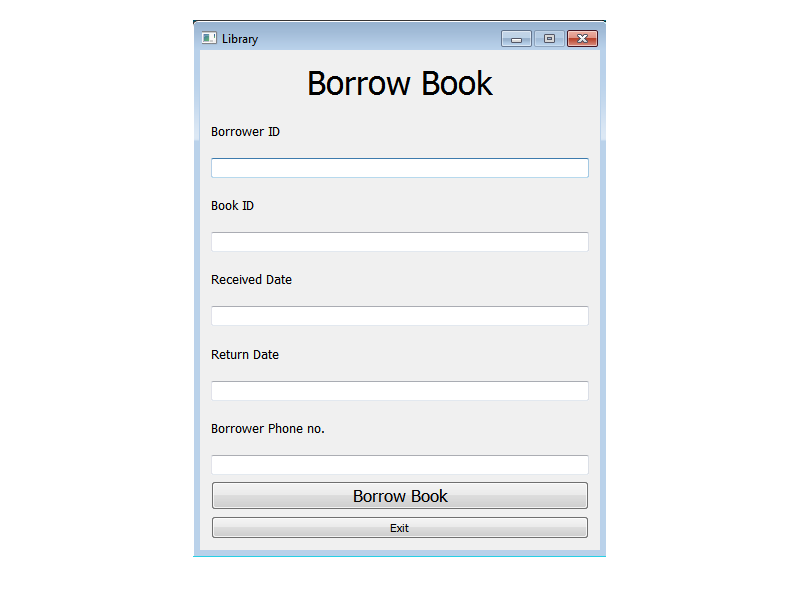 Library
Borrow Book
Borrower ID
Book ID
Received Date
Return Date
Borrower Phone no.
Borrow Book
Exit